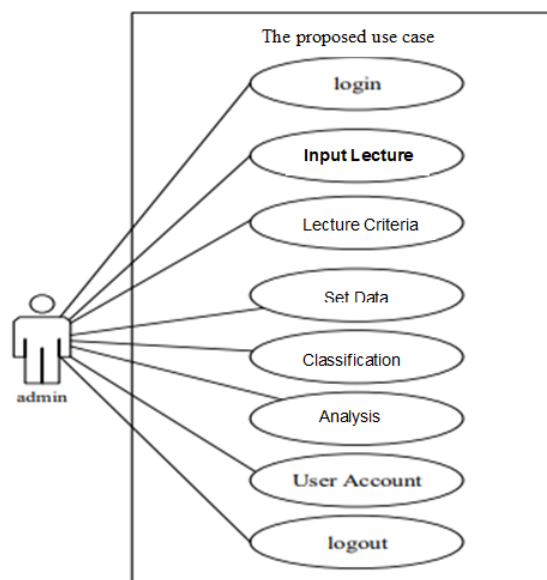 The proposed use case
login
Input Lecture
Lecture Criteria
Set Data
Classification
admin
Analysis
User Account
logout